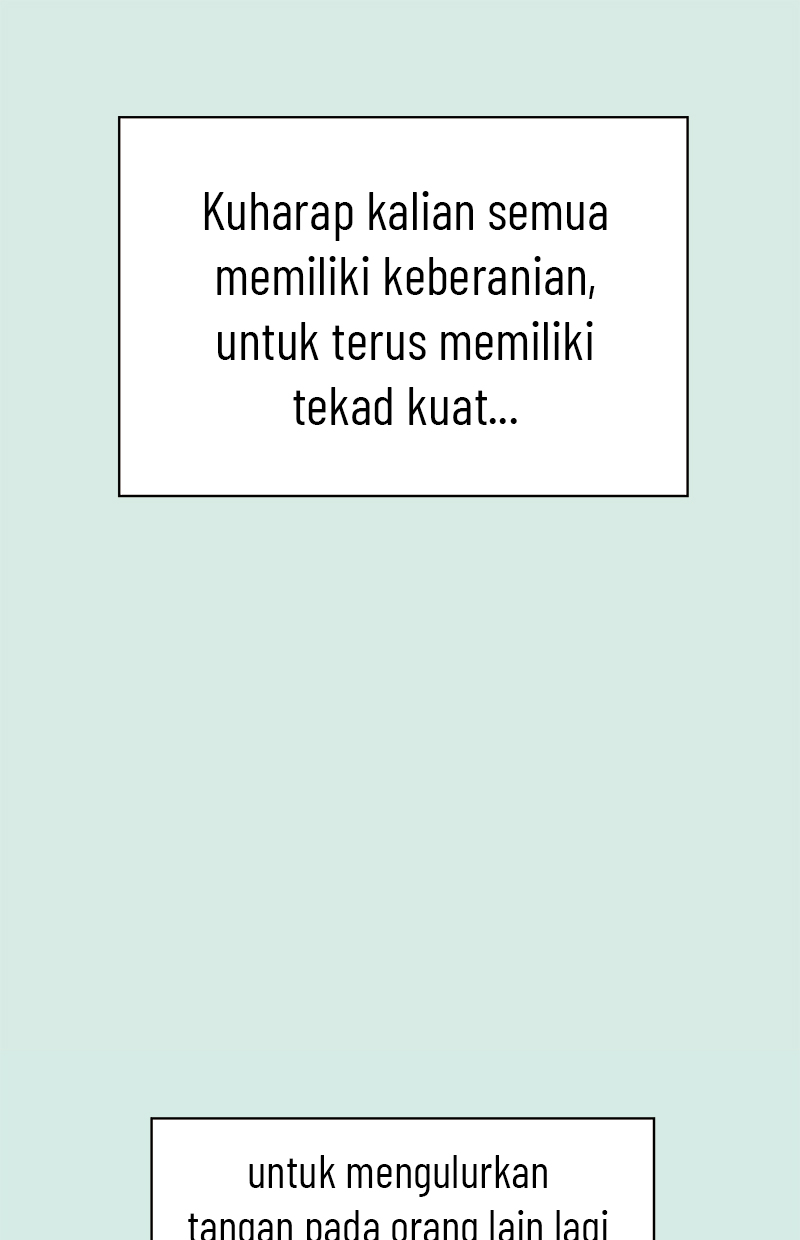 Kuharap kalian semua
memiliki keberanian,
untuk terus memiliki
tekad kuat...
untuk mengulurkan
tangan pada orang lain lagi